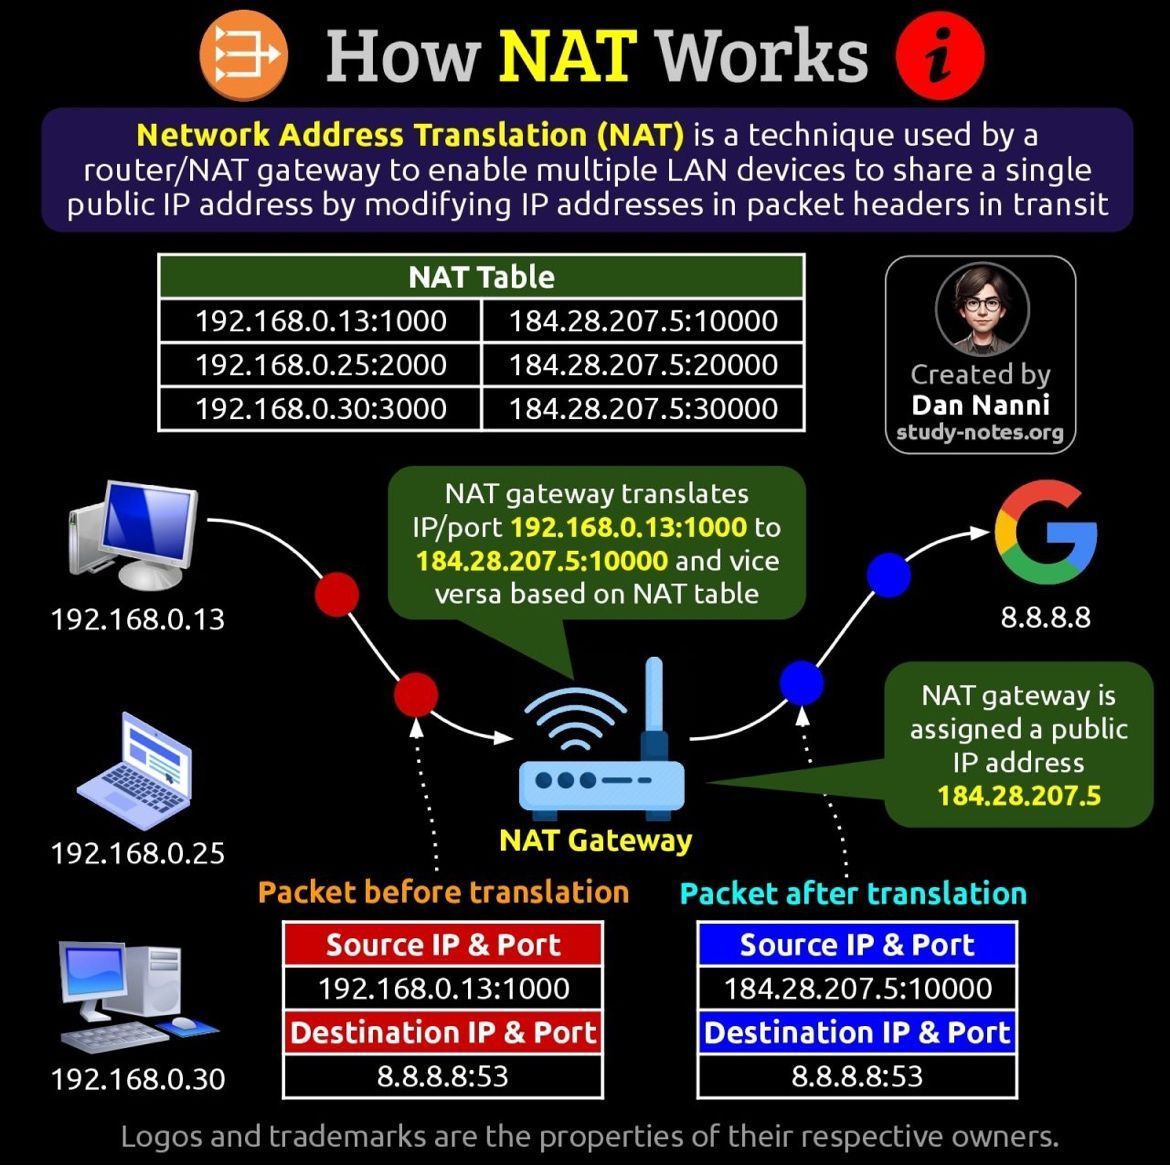 How NAT Works
i
Network Address Translation (NAT) is a technique used by a
router/NAT gateway to enable multiple LAN devices to share a single
public IP address by modifying IP addresses in packet headers in transit
NAT Table
192.168.0.13:1000 184.28.207.5:10000
192.168.0.25:2000 184.28.207.5:20000
192.168.0.30:3000 184.28.207.5:30000
Created by
Dan Nanni
study-notes.org
NAT gateway translates
IP/port 192.168.0.13:1000 to
184.28.207.5:10000 and vice
versa based on NAT table
192.168.0.13
G
8.8.8.8
NAT gateway is
assigned a public
IP address
184.28.207.5
192.168.0.25
NAT Gateway
Packet before translation
Source IP & Port
192.168.0.13:1000
Destination IP & Port
8.8.8.8:53
Packet after translation
Source IP & Port
184.28.207.5:10000
Destination IP & Port
8.8.8.8:53
192.168.0.30
Logos and trademarks are the properties of their respective owners.